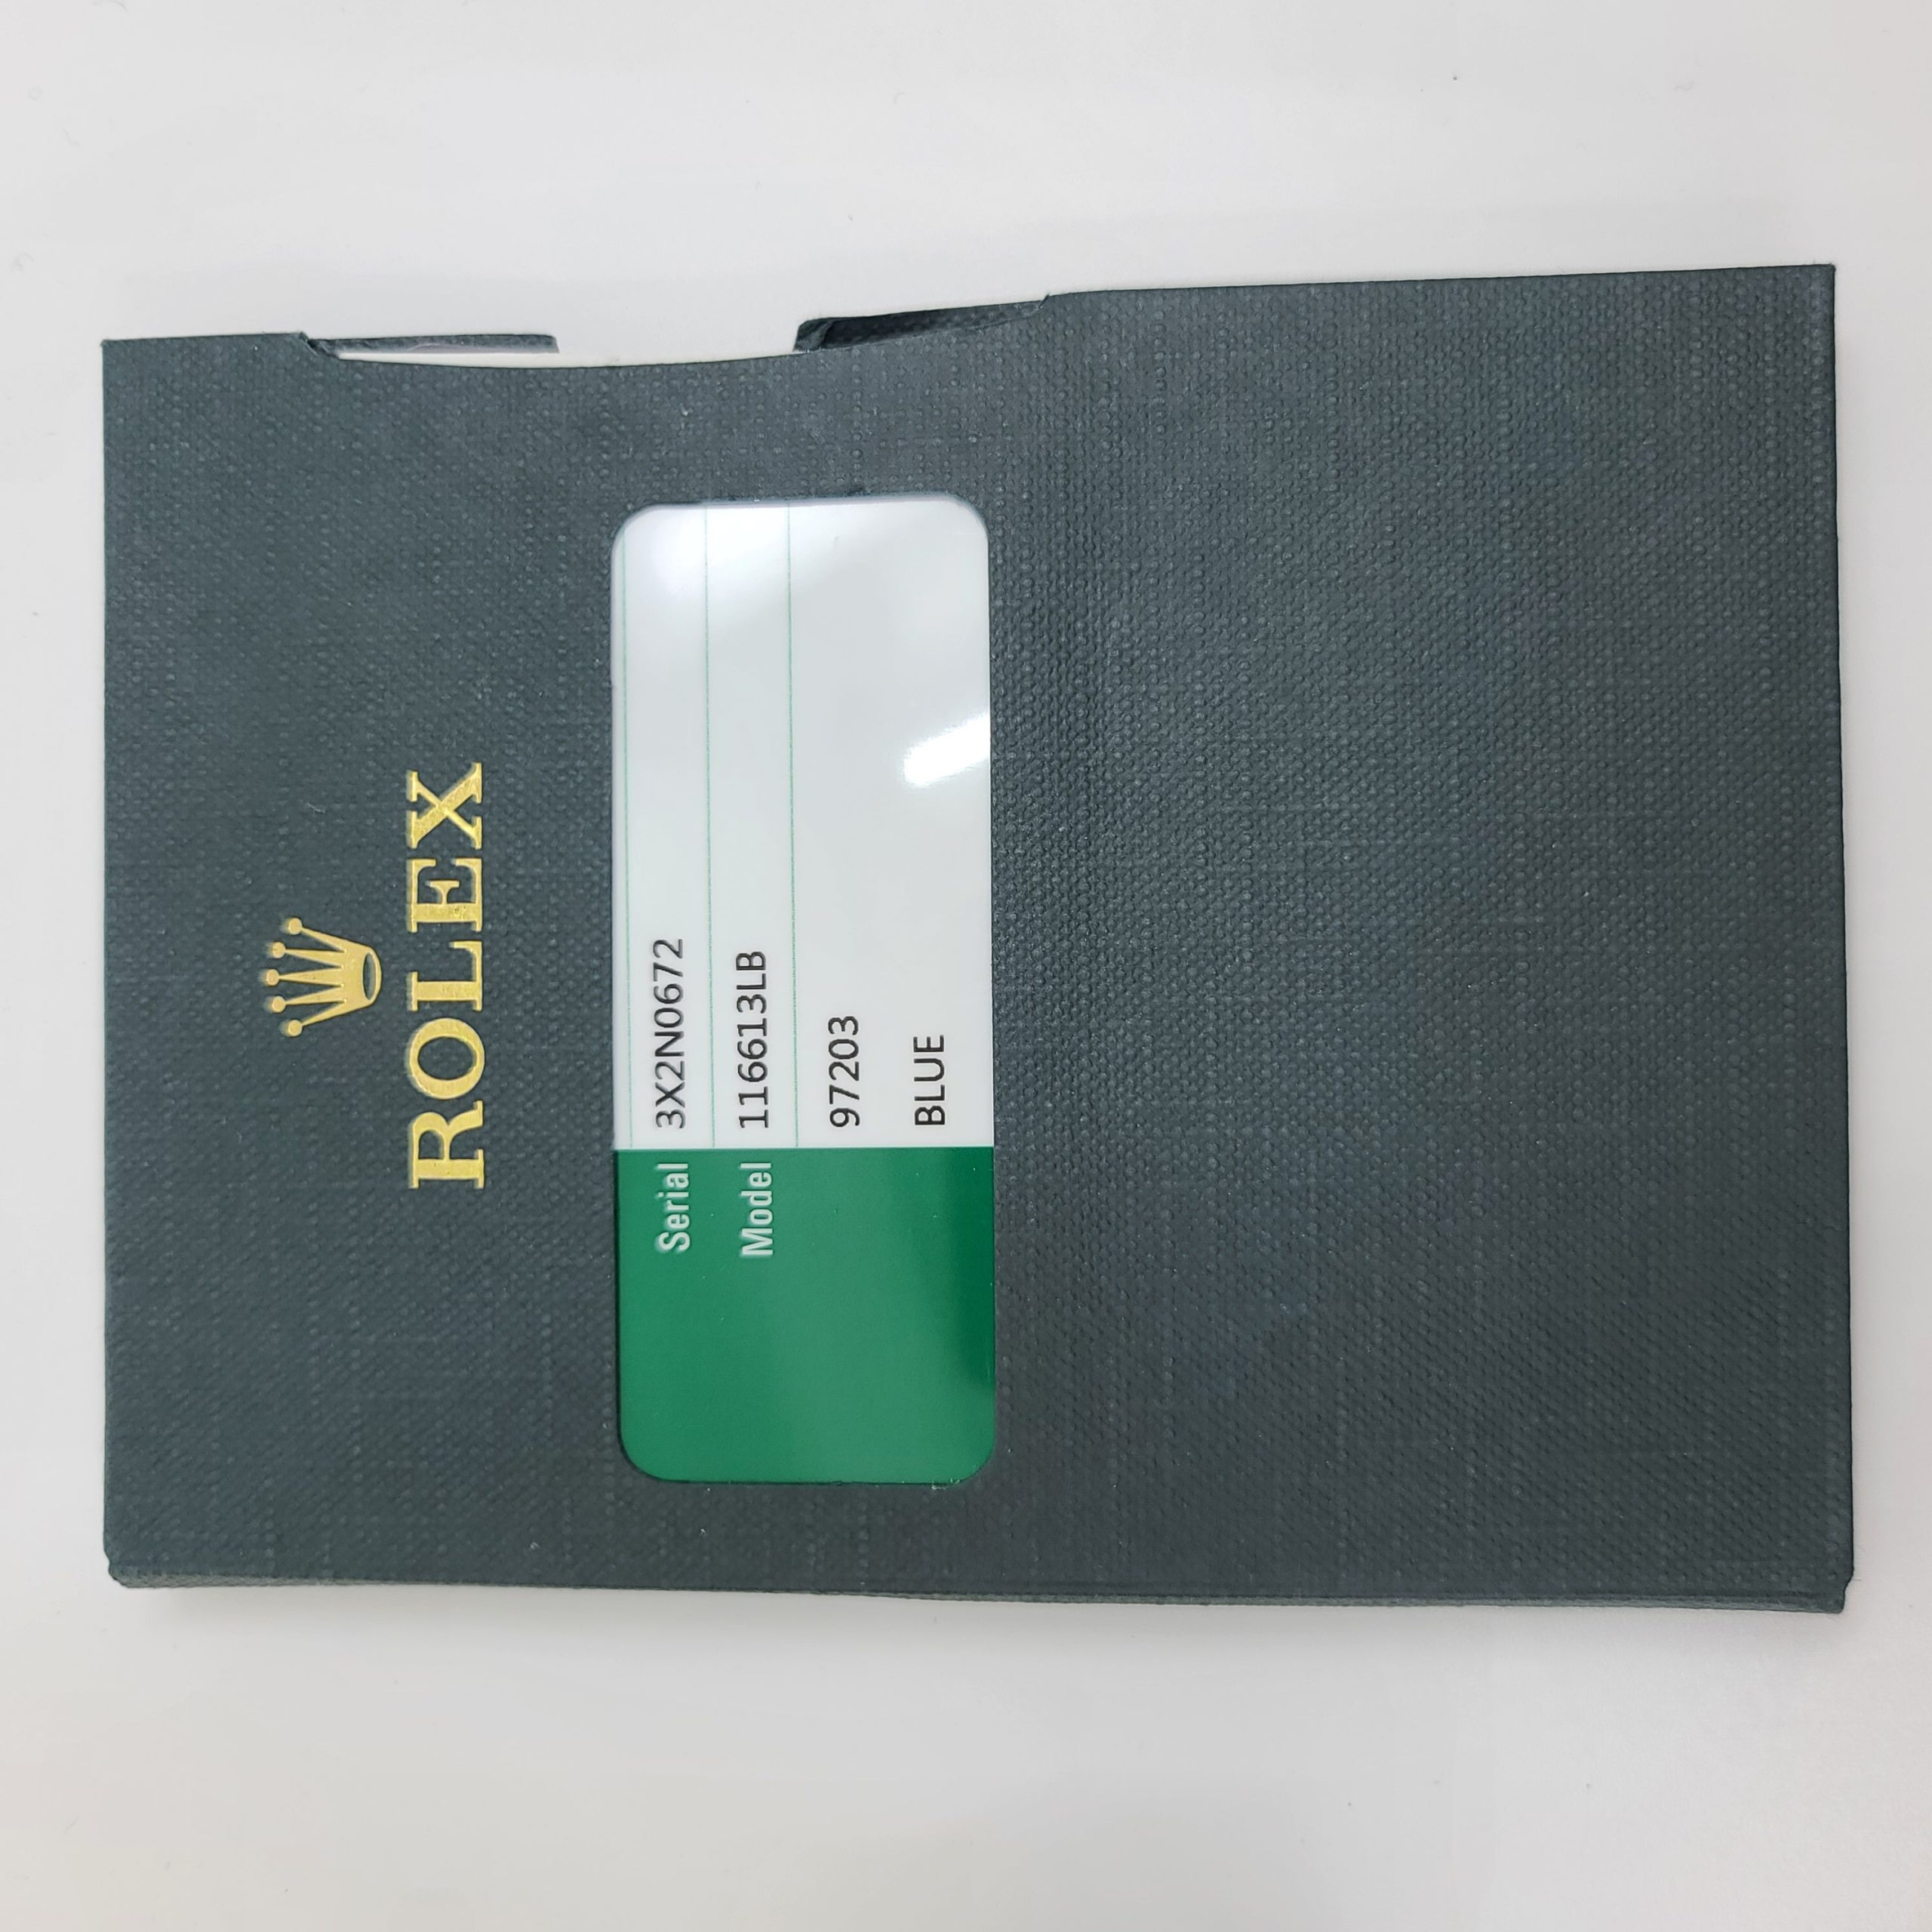 ROLEX
Serial 3X2N0672
Model 116613LB
97203
BLUE